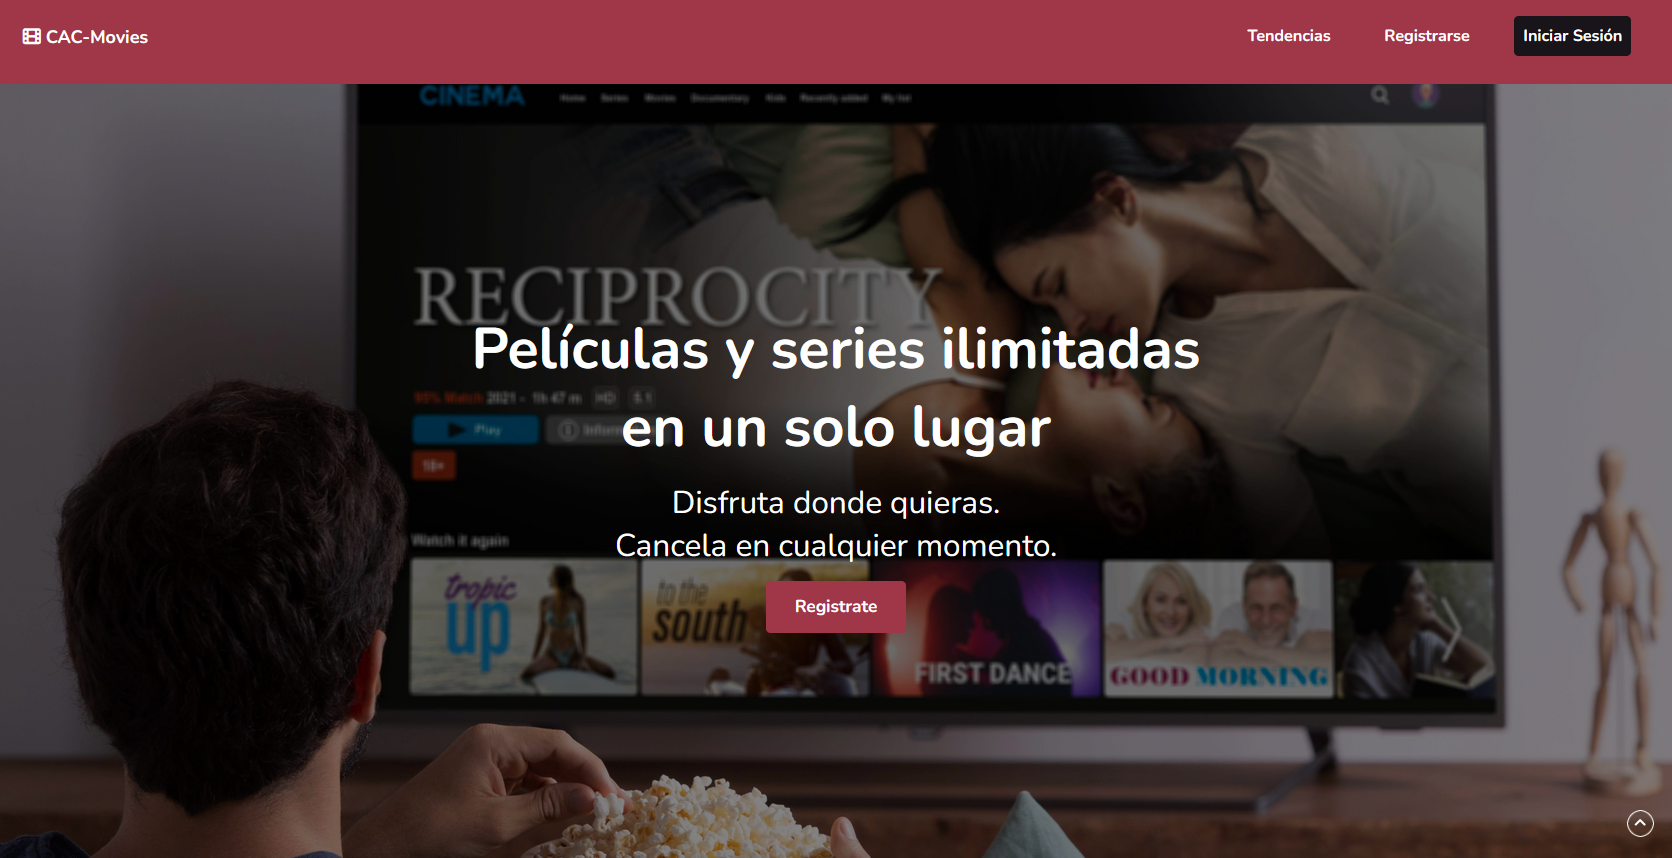 CAC-Movies
Tendencias
Registrarse
Iniciar Sesión
CINEMA
Home Series Movies Documentary Kids Recently added My list
RECIPROCITY
Películas y series ilimitadas
en un solo lugar
98% Watch 2021 - 1h 47 m HD 5.1
Play
18+
Disfruta donde quieras.
Cancela en cualquier momento.
Watch it again
Registrate
tropic
up
to the
south
FIRST DANCE
GOOD MORNING